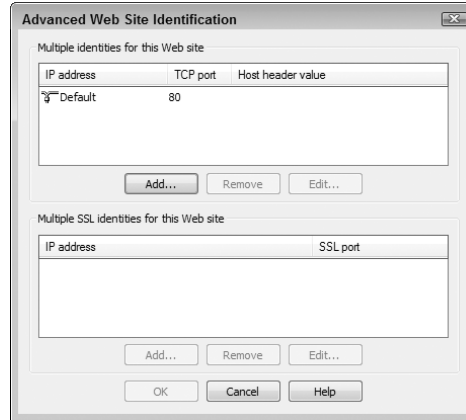 Advanced Web Site Identification
Multiple identities for this Web site
IP address TCP port Host header value
Default 80
Add... Remove Edit...
Multiple SSL identities for this Web site
IP address SSL port
Add... Remove Edit...
OK Cancel Help